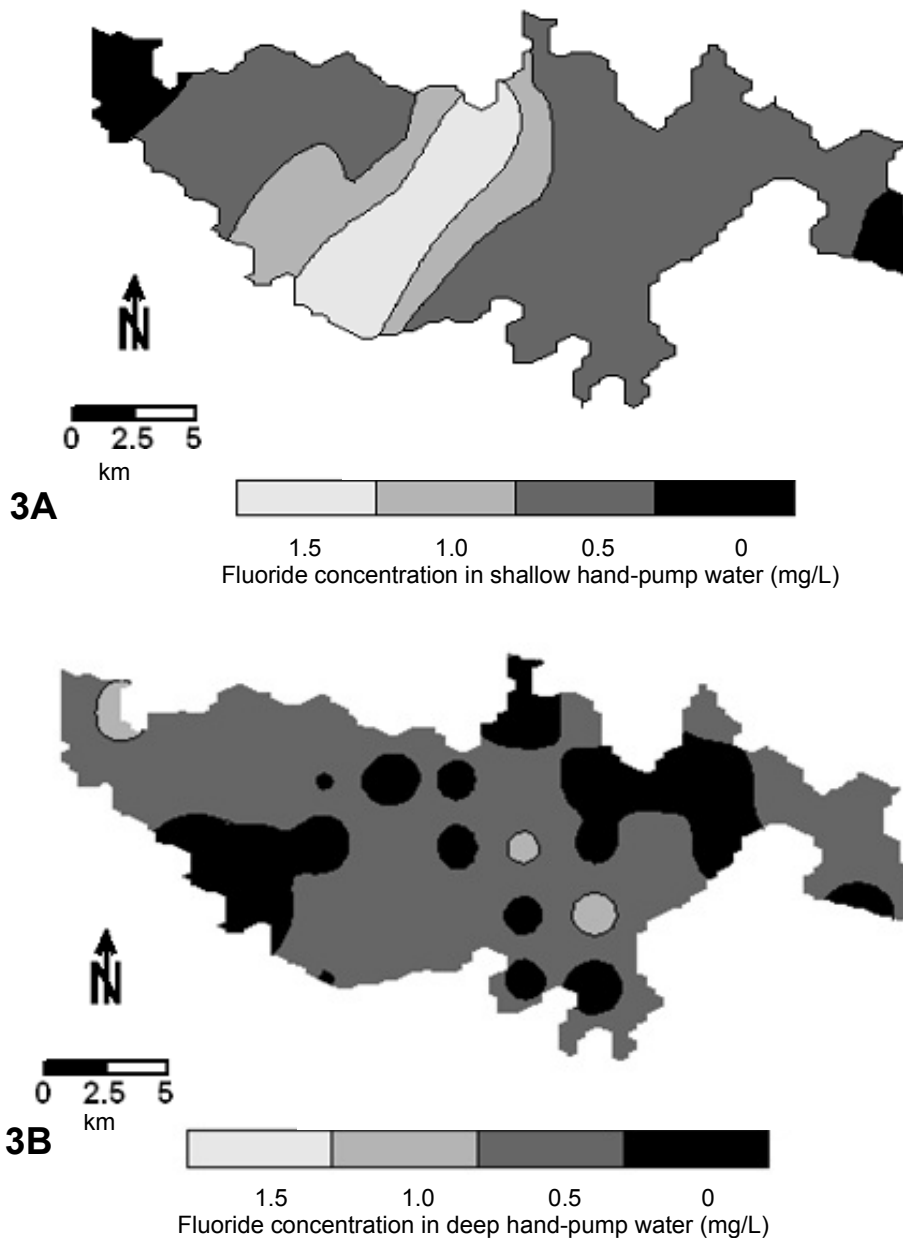 N
0 2.5 5
km
3A
1.5 1.0 0.5 0
Fluoride concentration in shallow hand-pump water (mg/L)
N
0 2.5 5
km
3B
1.5 1.0 0.5 0
Fluoride concentration in deep hand-pump water (mg/L)